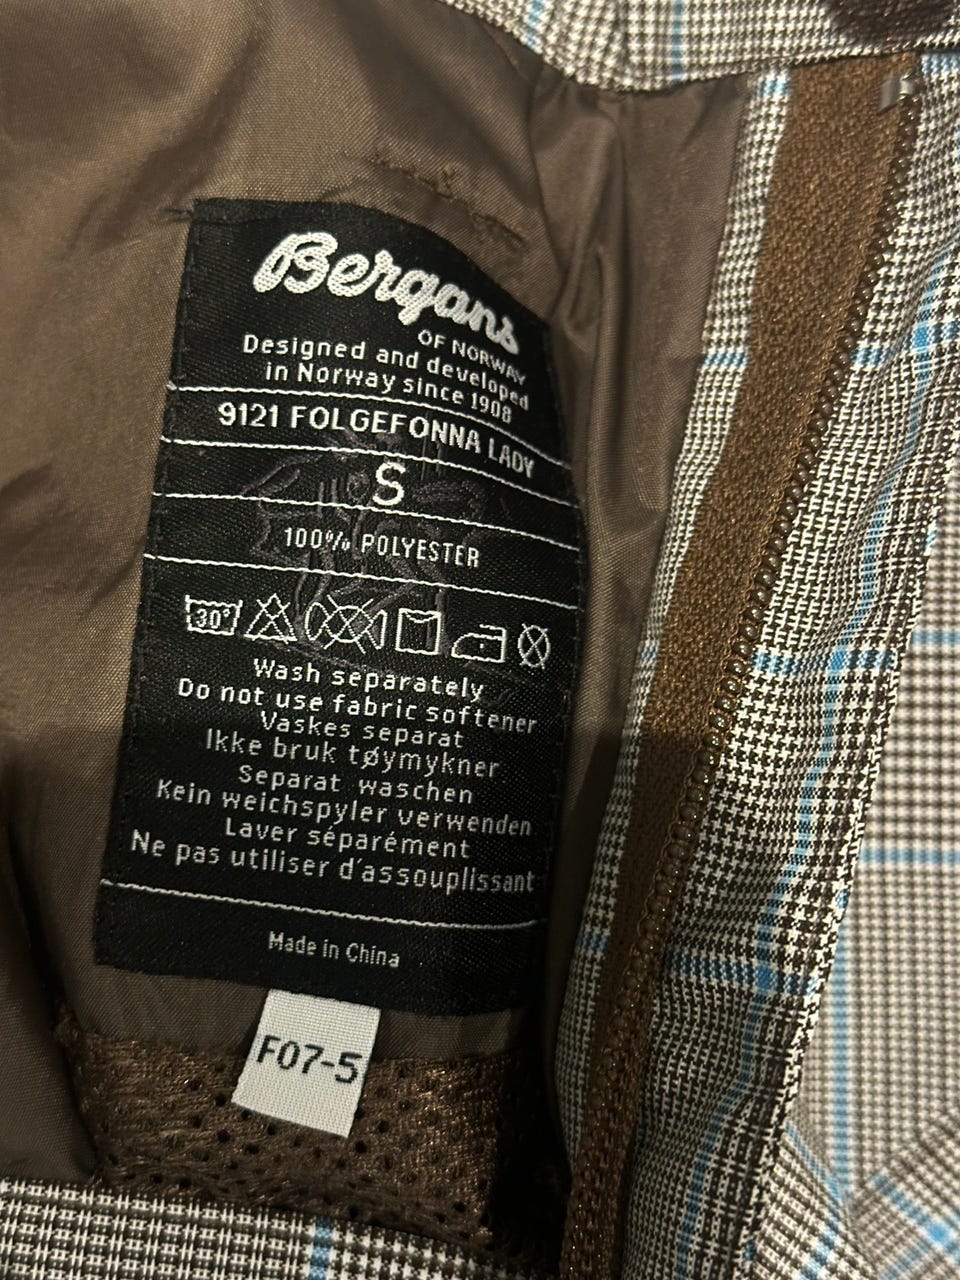 Bergans
OF NORWAY
Designed and developed
in Norway since 1908
9121 FOLGEFONNA LADY
S
100% POLYESTER
30°
Wash separately
Do not use fabric softener
Vaskes separat
Ikke bruk tøymykner
Separat waschen
Kein weichspyler verwenden
Laver séparément
Ne pas utiliser d'assouplissant
Made in China
F07-5